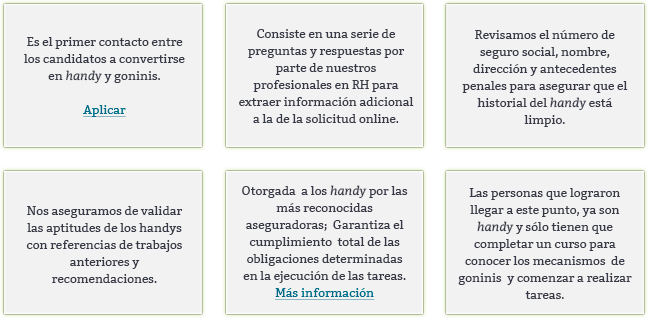 Es el primer contacto entre
los candidatos a convertirse
en handy y goninis.
Aplicar
Consiste en una serie de
preguntas y respuestas por
parte de nuestros
profesionales en RH para
extraer información adicional
a la de la solicitud online.
Revisamos el número de
seguro social, nombre,
dirección y antecedentes
penales para asegurar que el
historial del handy está
limpio.
Nos aseguramos de validar
las aptitudes de los handys
con referencias de trabajos
anteriores y
recomendaciones.
Otorgada a los handy por las
más reconocidas
aseguradoras; Garantiza el
cumplimiento total de las
obligaciones determinadas
en la ejecución de las tareas.
Más información
Las personas que lograron
llegar a este punto, ya son
handy y sólo tienen que
completar un curso para
conocer los mecanismos de
goninis y comenzar a realizar
tareas.